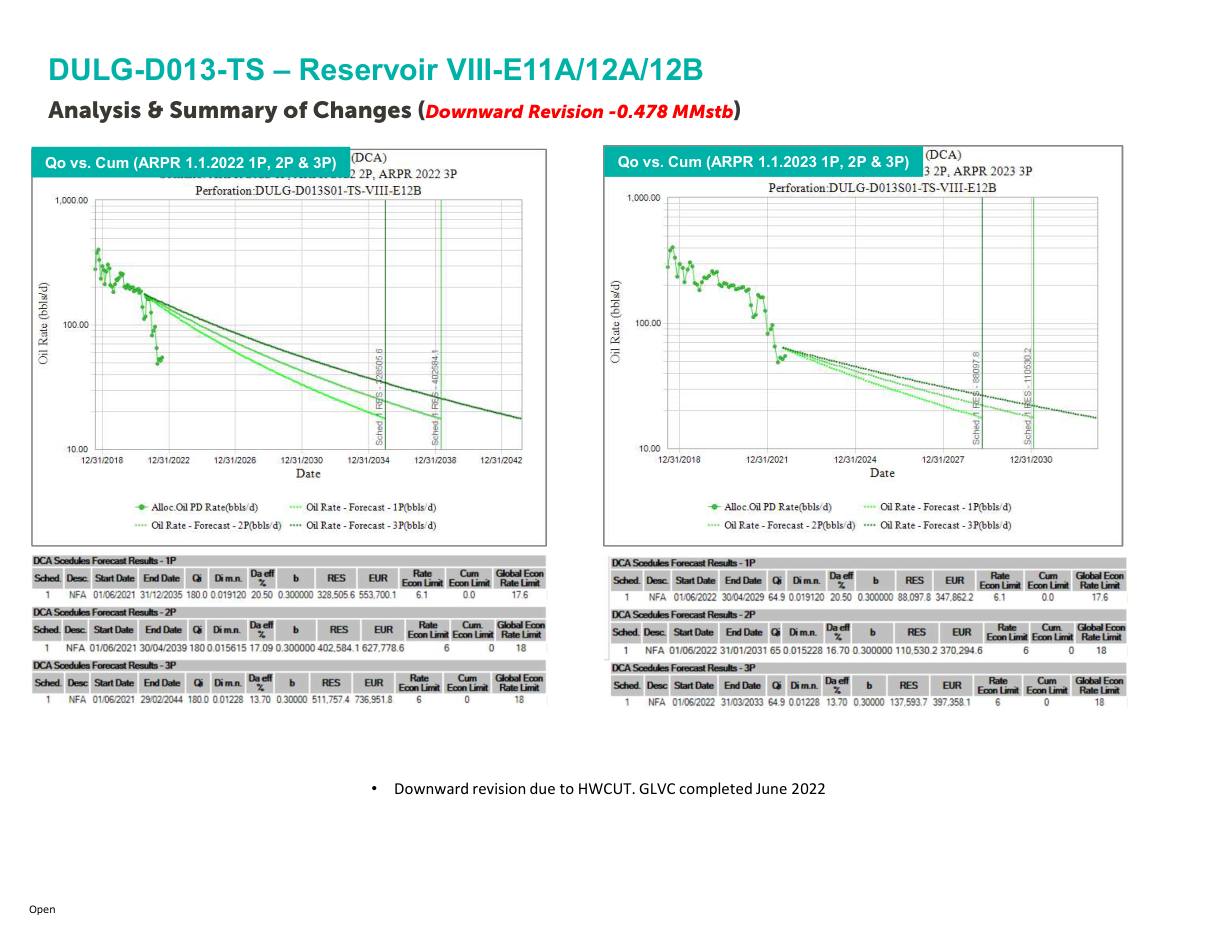 DULG-D013-TS – Reservoir VIII-E11A/12A/12B
Analysis & Summary of Changes (Downward Revision -0.478 MMstb)
Qo vs. Cum (ARPR 1.1.2022 1P, 2P & 3P)
(DCA)
2 2P, ARPR 2022 3P
Perforation:DULG-D013S01-TS-VIII-E12B
1,000.00
100.00
10.00
Oil Rate (bbls/d)
Sched. 1 RES - 328505.6
Sched. 1 RES - 402584.1
12/31/2018 12/31/2022 12/31/2026 12/31/2030 12/31/2034 12/31/2038 12/31/2042
Date
Alloc.Oil PD Rate(bbls/d) Oil Rate - Forecast - 1P(bbls/d)
Oil Rate - Forecast - 2P(bbls/d) Oil Rate - Forecast - 3P(bbls/d)
DCA Scedules Forecast Results - 1P
Sched. Desc. Start Date End Date Qi Di m.n. Da eff % b RES EUR Rate Econ Limit Cum Econ Limit Global Econ Rate Limit
1 NFA 01/06/2021 31/12/2035 180.0 0.019120 20.50 0.300000 328,505.6 553,700.1 6.1 0.0 17.6
DCA Scedules Forecast Results - 2P
Sched. Desc. Start Date End Date Qi Di m.n. Da eff % b RES EUR Rate Econ Limit Cum. Econ Limit Global Econ Rate Limit
1 NFA 01/06/2021 30/04/2039 180 0.015615 17.09 0.300000 402,584.1 627,778.6 6 0 18
DCA Scedules Forecast Results - 3P
Sched. Desc. Start Date End Date Qi Di m.n. Da eff % b RES EUR Rate Econ Limit Cum Econ Limit Global Econ Rate Limit
1 NFA 01/06/2021 29/02/2044 180.0 0.01228 13.70 0.30000 511,757.4 736,951.8 6 0 18
Qo vs. Cum (ARPR 1.1.2023 1P, 2P & 3P)
(DCA)
3 2P, ARPR 2023 3P
Perforation:DULG-D013S01-TS-VIII-E12B
1,000.00
100.00
10.00
Oil Rate (bbls/d)
Sched. 1 RES - 88097.8
Sched. 1 RES - 110530.2
12/31/2018 12/31/2021 12/31/2024 12/31/2027 12/31/2030
Date
Alloc.Oil PD Rate(bbls/d) Oil Rate - Forecast - 1P(bbls/d)
Oil Rate - Forecast - 2P(bbls/d) Oil Rate - Forecast - 3P(bbls/d)
DCA Scedules Forecast Results - 1P
Sched. Desc. Start Date End Date Qi Di m.n. Da eff % b RES EUR Rate Econ Limit Cum Econ Limit Global Econ Rate Limit
1 NFA 01/06/2022 30/04/2029 64.9 0.019120 20.50 0.300000 88,097.8 347,862.2 6.1 0.0 17.6
DCA Scedules Forecast Results - 2P
Sched. Desc. Start Date End Date Qi Di m.n. Da eff % b RES EUR Rate Econ Limit Cum Econ Limit Global Econ Rate Limit
1 NFA 01/06/2022 31/01/2031 65 0.015228 16.70 0.300000 110,530.2 370,294.6 6 0 18
DCA Scedules Forecast Results - 3P
Sched. Desc Start Date End Date Qi Di m.n. Da eff % b RES EUR Rate Econ Limit Cum Econ Limit Global Econ Rate Limit
1 NFA 01/06/2022 31/03/2033 64.9 0.01228 13.70 0.30000 137,593.7 397,358.1 6 0 18
• Downward revision due to HWCUT. GLVC completed June 2022
Open